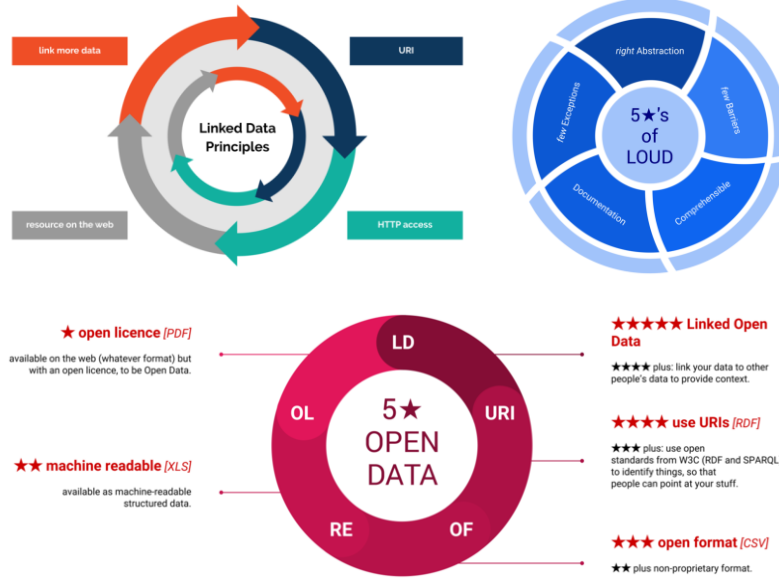 link more data
URI
Linked Data
Principles
resource on the web
HTTP access
right Abstraction
few Barriers
Comprehensible
Documentation
few Exceptions
5★'s
of
LOUD
★ open licence [PDF]
available on the web (whatever format) but
with an open licence, to be Open Data.
★★ machine readable [XLS]
available as machine-readable
structured data.
LD
URI
OF
RE
OL
5★
OPEN
DATA
★★★★★ Linked Open
Data
★★★★ plus: link your data to other
people's data to provide context.
★★★★ use URIs [RDF]
★★★ plus: use open
standards from W3C (RDF and SPARQL
to identify things, so that
people can point at your stuff.
★★★ open format [CSV]
★★ plus non-proprietary format.